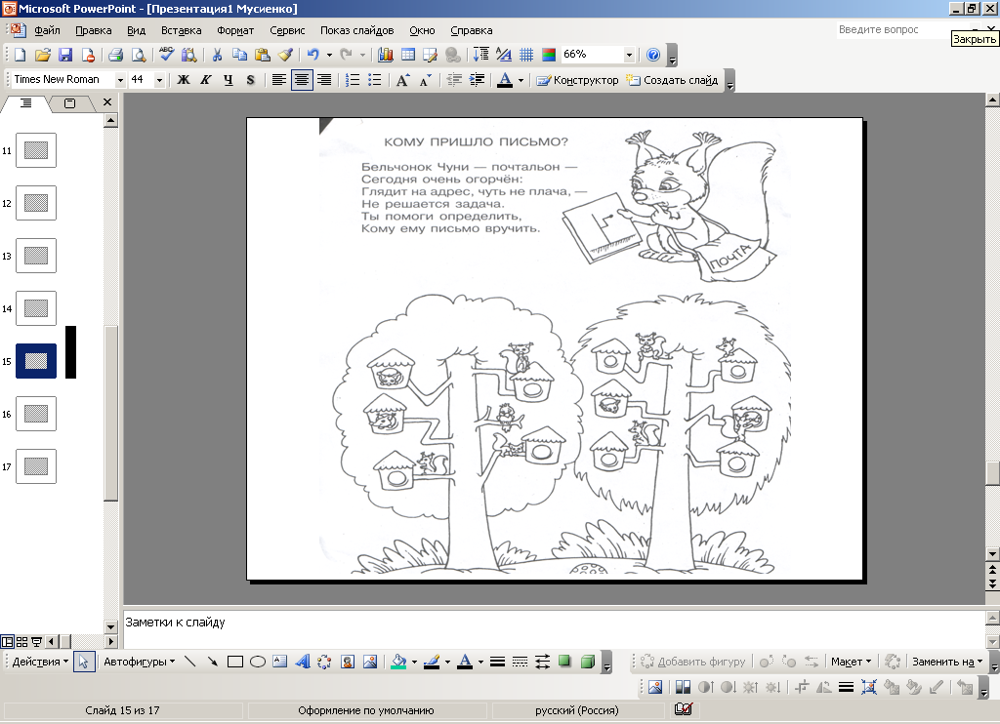 Microsoft PowerPoint - [Презентация1 Мусиенко]
Файл Правка Вид Вставка Формат Сервис Показ слайдов Окно Справка Введите вопрос
Закрыть
66%
Times New Roman 44 Ж К Ч S Конструктор Создать слайд
11
12
13
14
15
16
17
КОМУ ПРИШЛО ПИСЬМО?
Бельчонок Чуни — почтальон —
Сегодня очень огорчён:
Глядит на адрес, чуть не плача, —
Не решается задача.
Ты помоги определить,
Кому ему письмо вручить.
ПОЧТА
Заметки к слайду
Действия Автофигуры Добавить фигуру Макет Заменить на
Слайд 15 из 17 Оформление по умолчанию русский (Россия)